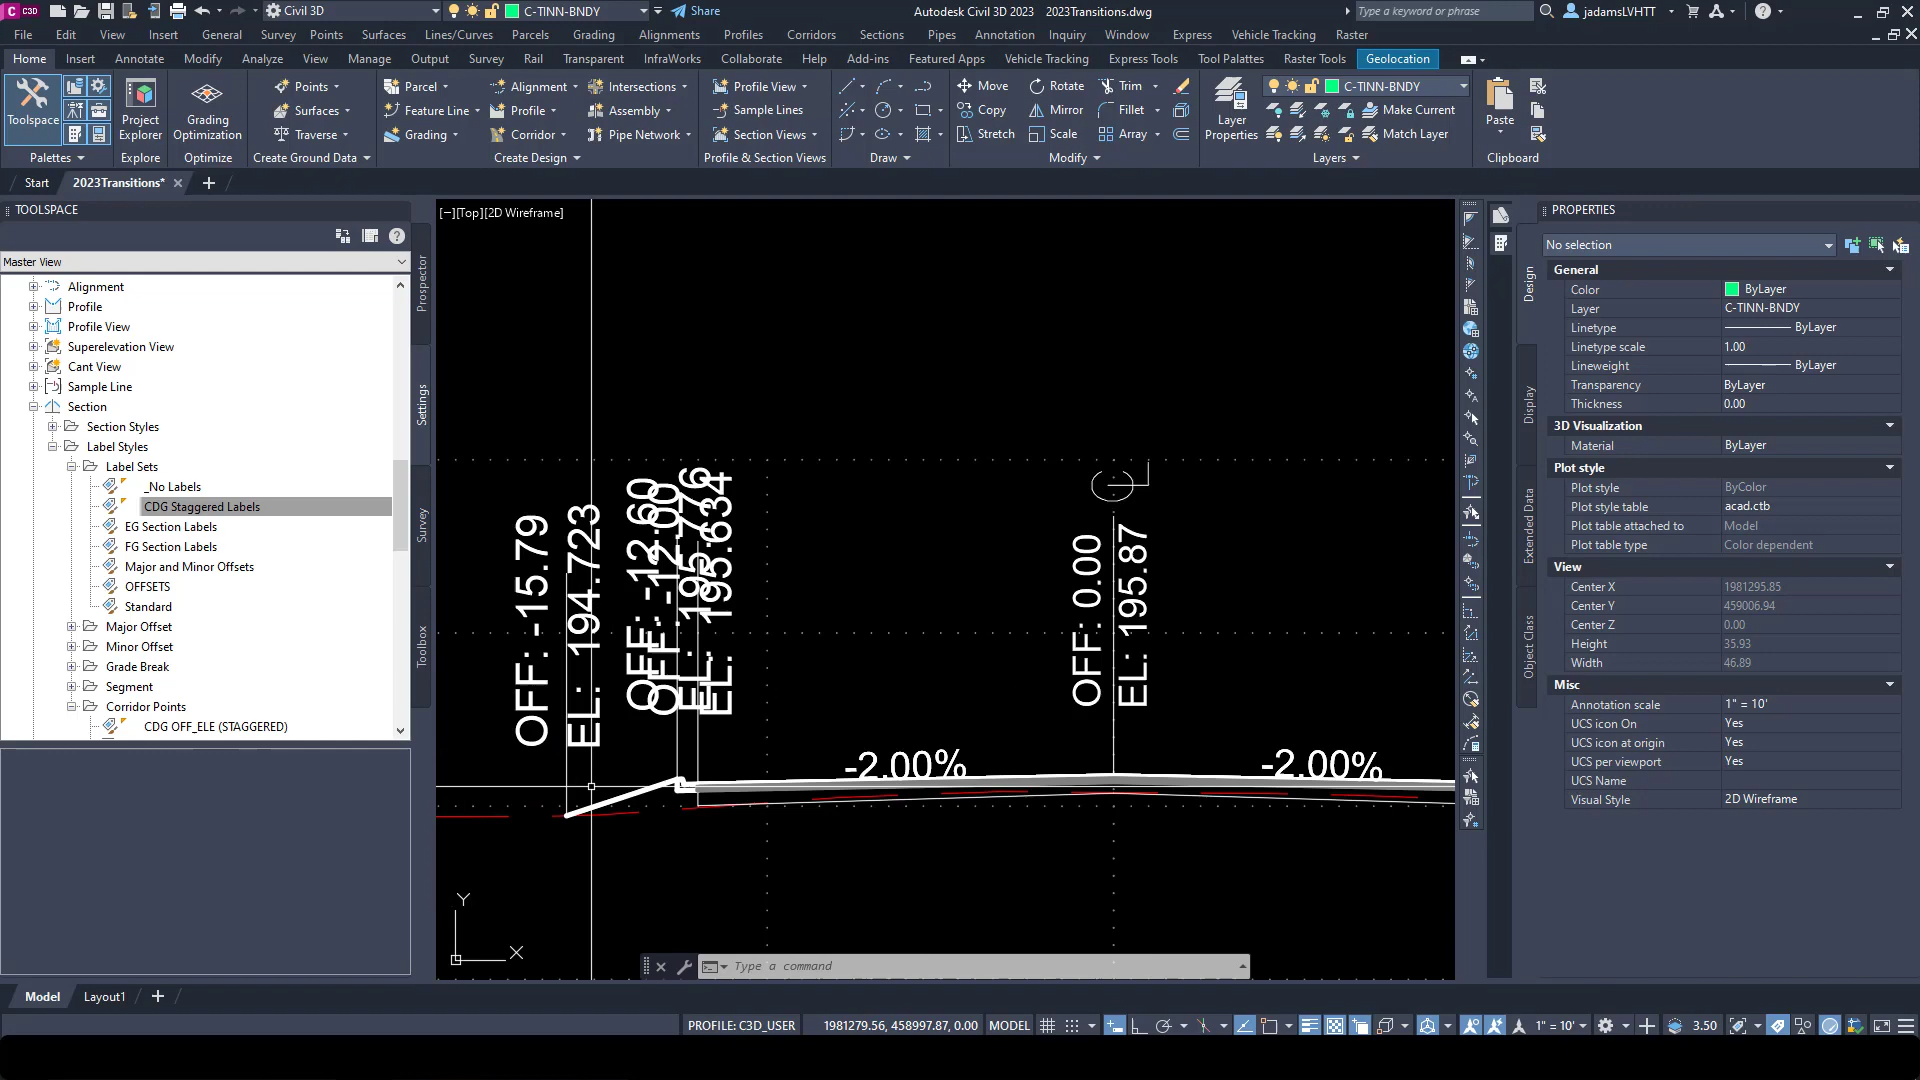 C3D
Civil 3D
C-TINN-BNDY
Share
Autodesk Civil 3D 2023 2023Transitions.dwg
Type a keyword or phrase
jadamsLVHTT
File Edit View Insert General Survey Points Surfaces Lines/Curves Parcels Grading Alignments Profiles Corridors Sections Pipes Annotation Inquiry Window Express Vehicle Tracking Raster
Home Insert Annotate Modify Analyze View Manage Output Survey Rail Transparent InfraWorks Collaborate Help Add-ins Featured Apps Vehicle Tracking Express Tools Tool Palettes Raster Tools Geolocation
Points Parcel Alignment Intersections Profile View Move Rotate Trim C-TINN-BNDY
Toolspace Project Explorer Grading Optimization Surfaces Feature Line Profile Assembly Sample Lines Copy Mirror Fillet Layer Properties Make Current Paste
Traverse Grading Corridor Pipe Network Section Views Stretch Scale Array Match Layer
Palettes Explore Optimize Create Ground Data Create Design Profile & Section Views Draw Modify Layers Clipboard
Start 2023Transitions*
TOOLSPACE
Master View
Alignment
Profile
Profile View
Superelevation View
Cant View
Sample Line
Section
Section Styles
Label Styles
Label Sets
_No Labels
CDG Staggered Labels
EG Section Labels
FG Section Labels
Major and Minor Offsets
OFFSETS
Standard
Major Offset
Minor Offset
Grade Break
Segment
Corridor Points
CDG OFF_ELE (STAGGERED)
Prospector
Settings
Survey
Toolbox
[−][Top][2D Wireframe]
OFF: -15.79
EL: 194.723
OFF: -12.60
OFF: -12.00
EL: 195.776
EL: 195.634
CL
OFF: 0.00
EL: 195.87
-2.00%
-2.00%
Y
X
Type a command
PROPERTIES
No selection
Design
Display
Extended Data
Object Class
General
Color ByLayer
Layer C-TINN-BNDY
Linetype ByLayer
Linetype scale 1.00
Lineweight ByLayer
Transparency ByLayer
Thickness 0.00
3D Visualization
Material ByLayer
Plot style
Plot style ByColor
Plot style table acad.ctb
Plot table attached to Model
Plot table type Color dependent
View
Center X 1981295.85
Center Y 459006.94
Center Z 0.00
Height 35.93
Width 46.89
Misc
Annotation scale 1" = 10'
UCS icon On Yes
UCS icon at origin Yes
UCS per viewport Yes
UCS Name
Visual Style 2D Wireframe
Model Layout1
PROFILE: C3D_USER 1981279.56, 458997.87, 0.00 MODEL 1" = 10' 3.50